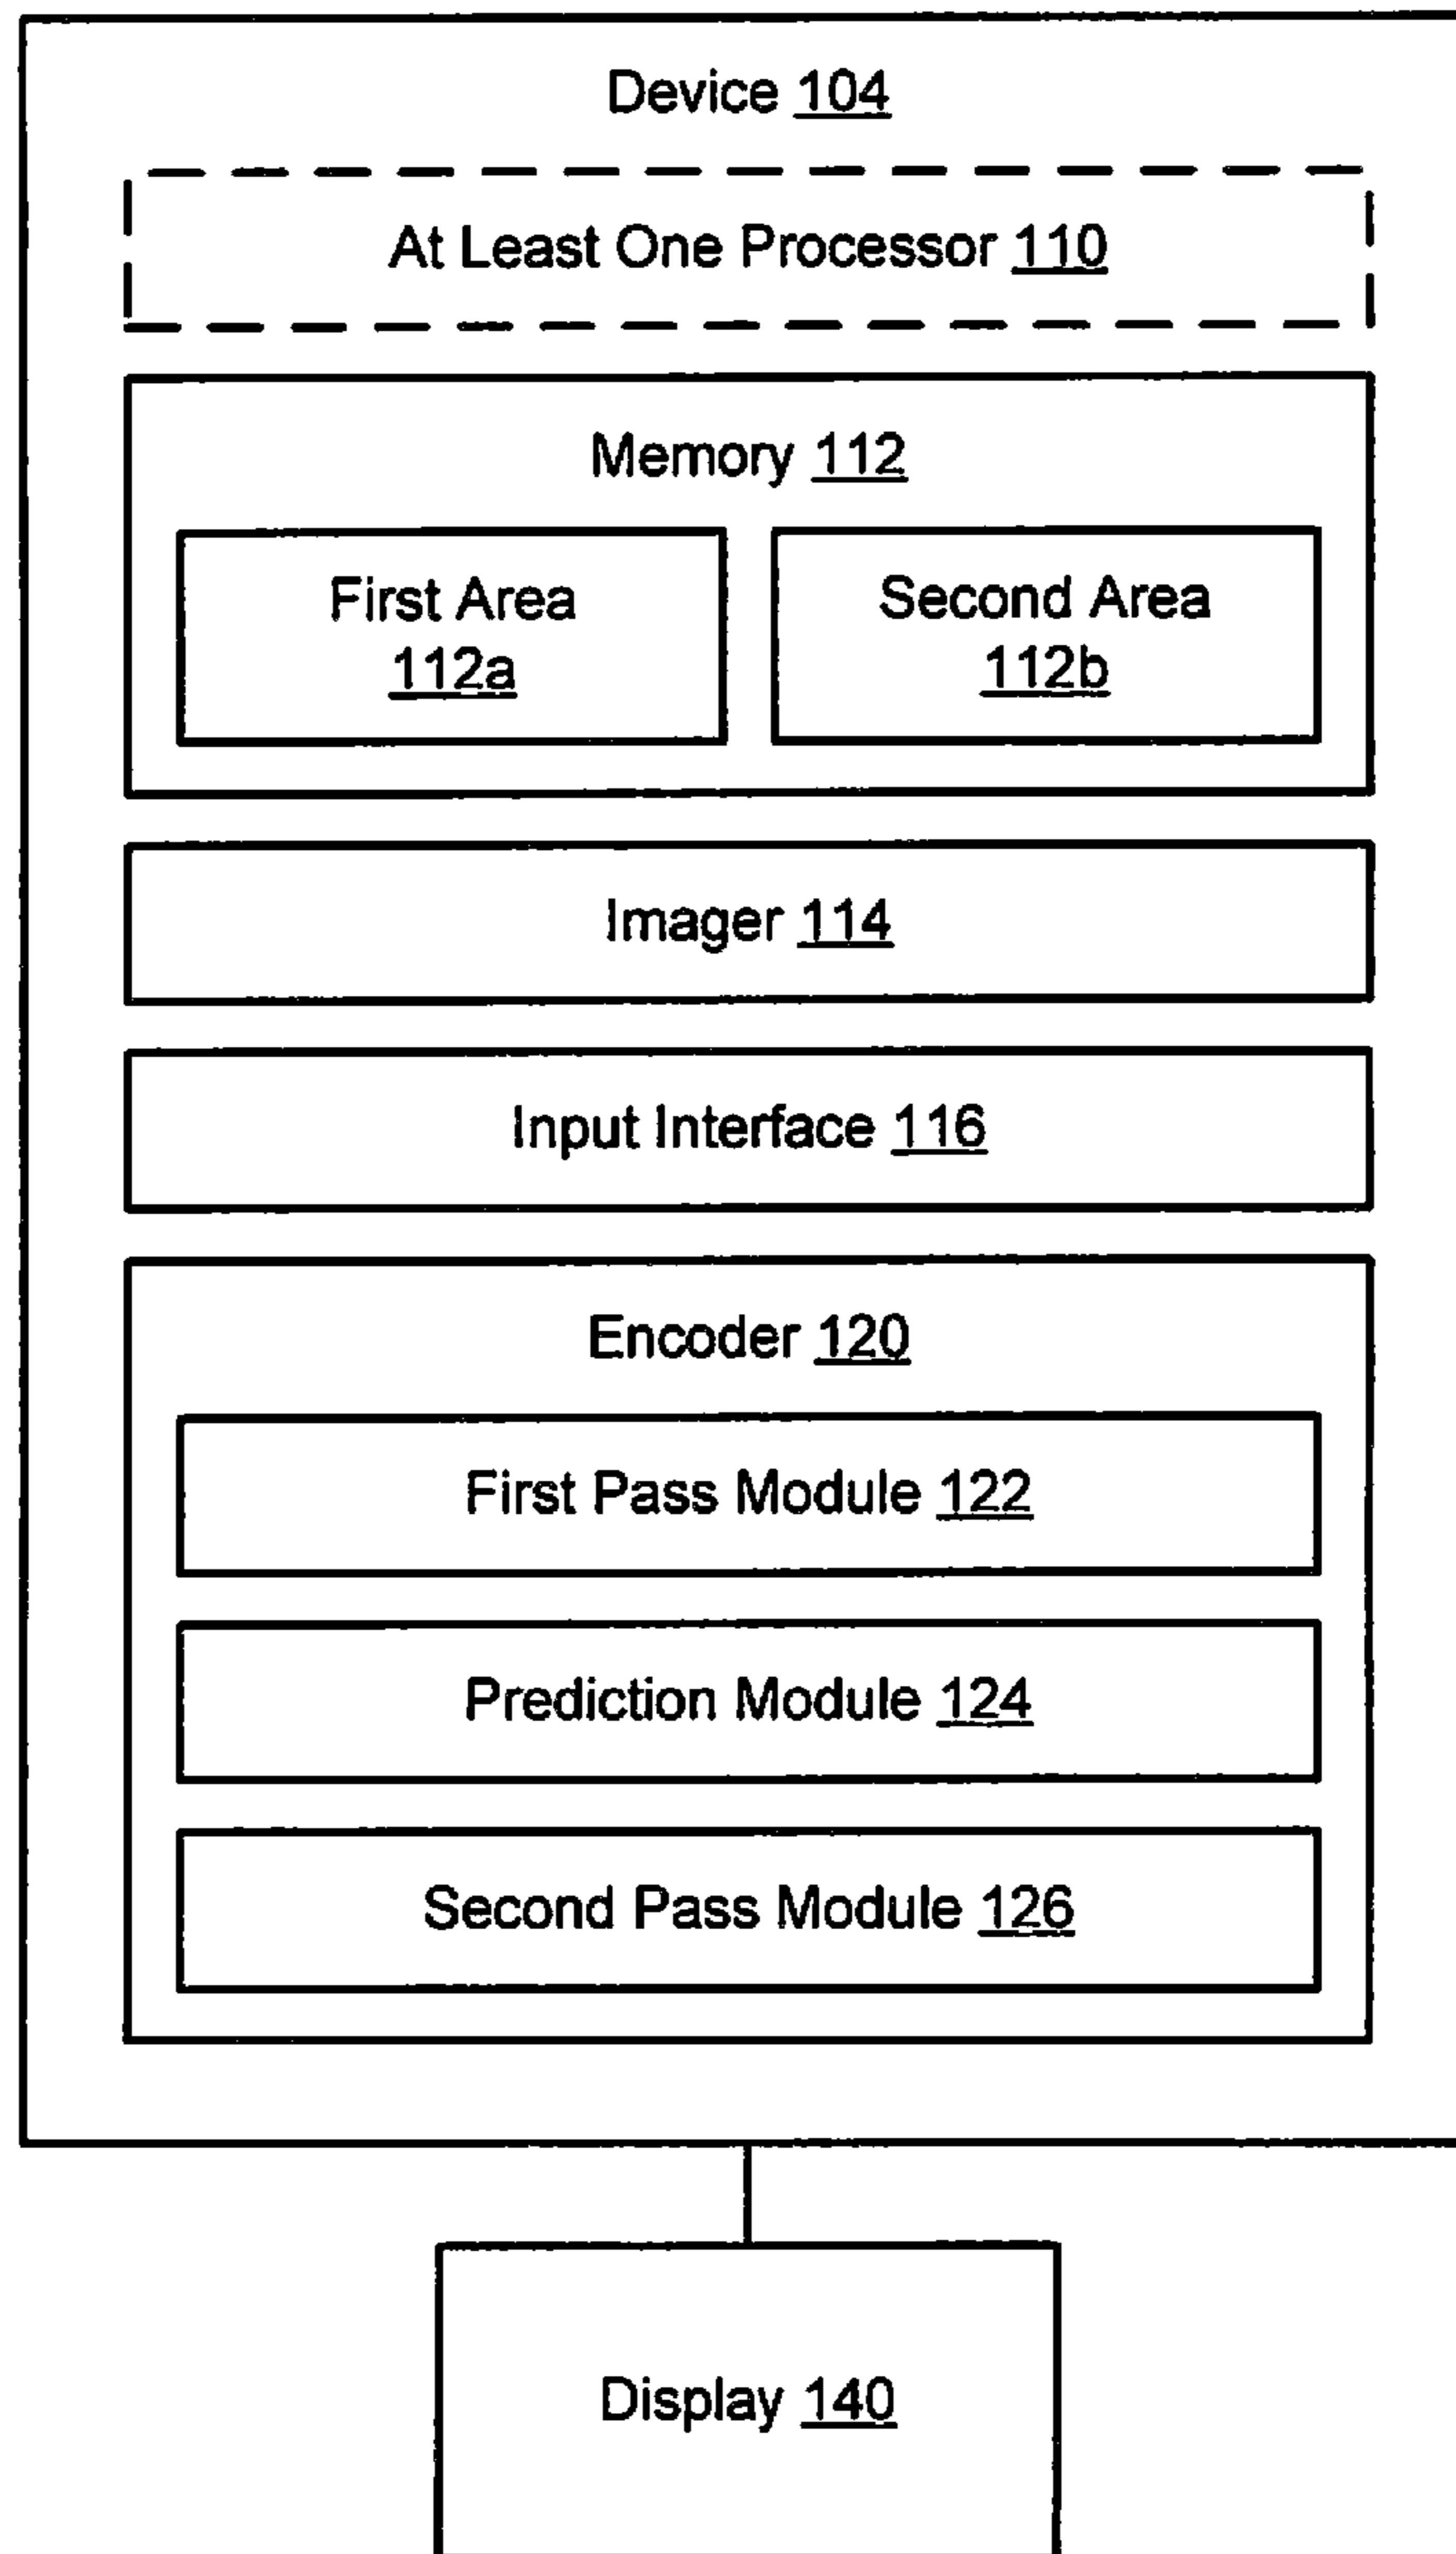 Device 104
At Least One Processor 110
Memory 112
First Area
112a
Second Area
112b
Imager 114
Input Interface 116
Encoder 120
First Pass Module 122
Prediction Module 124
Second Pass Module 126
Display 140